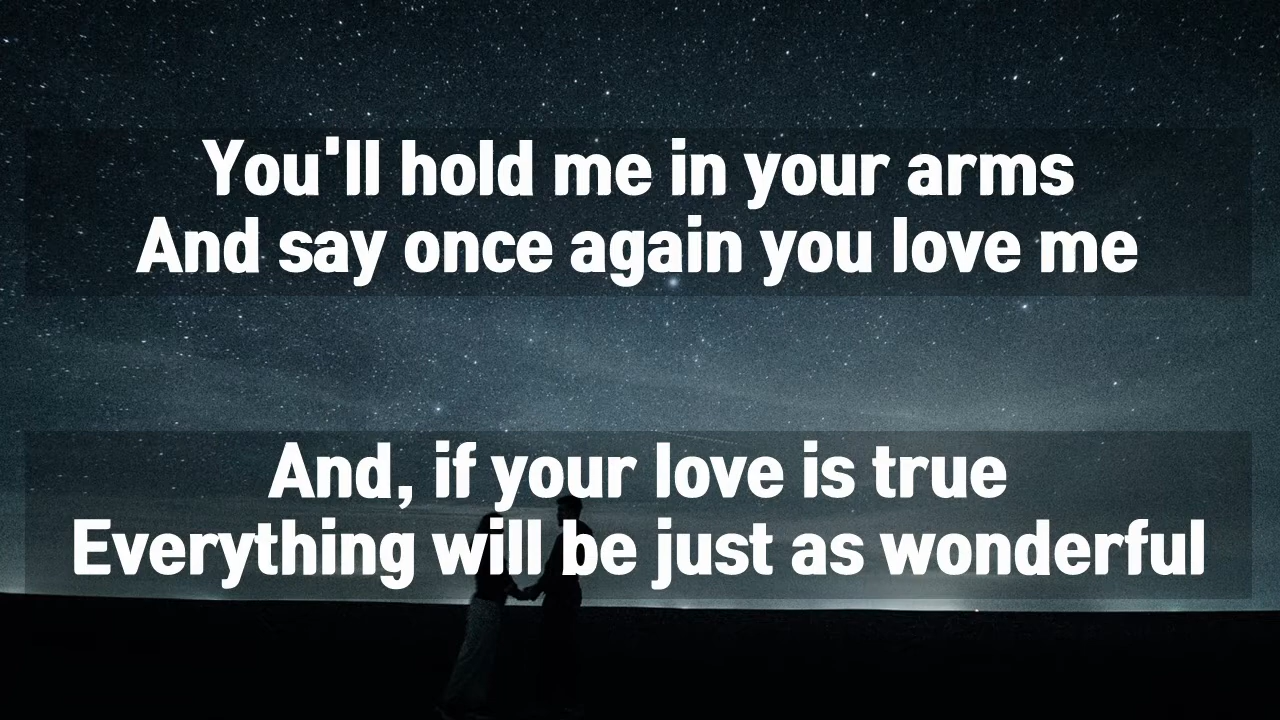 You'll hold me in your arms
And say once again you love me
And, if your love is true
Everything will be just as wonderful